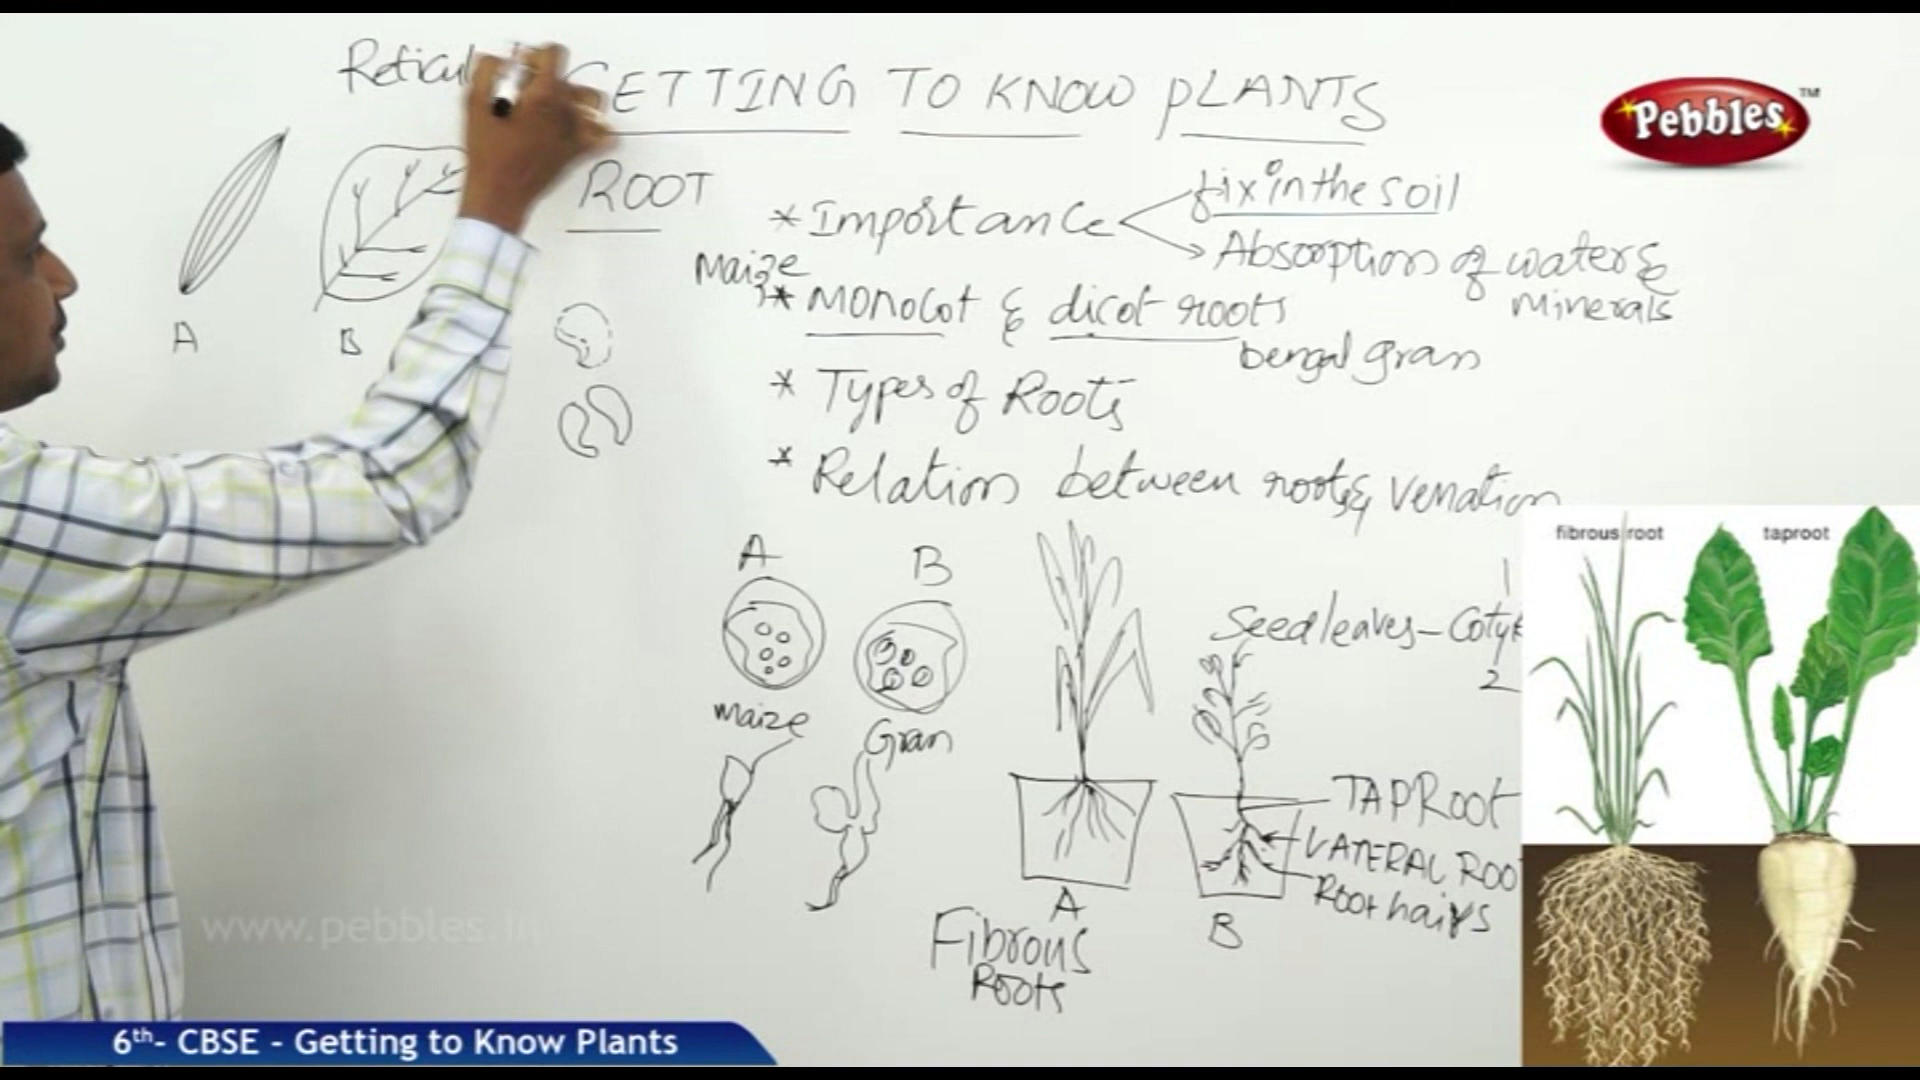 Reticul
GETTING TO KNOW PLANTS
Pebbles
TM
ROOT
* Importance
fix in the soil
Absorption of water &
Minerals
Maize
* Monocot & dicot roots
bengal gram
* Types of Roots
* Relation between roots & Venation
A
B
A
B
Maize
Gram
Seed leaves - Coty
1
2
TAPROOT
LATERAL ROO
Root hairs
A
B
Fibrous
Roots
fibrous root
taproot
www.pebbles.in
6th- CBSE - Getting to Know Plants